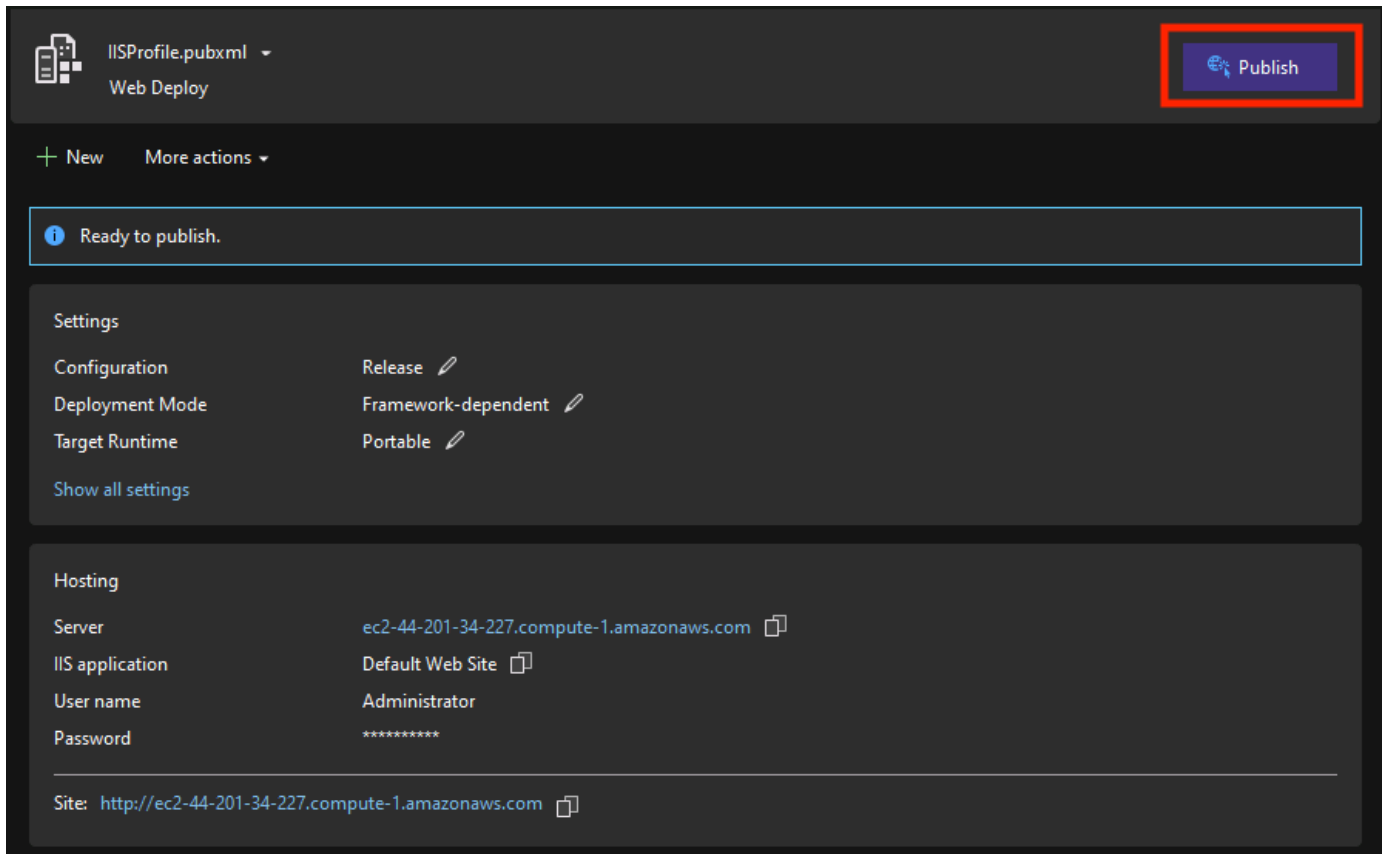 IISProfile.pubxml
Publish
Web Deploy
New More actions
Ready to publish.
Settings
Configuration Release
Deployment Mode Framework-dependent
Target Runtime Portable
Show all settings
Hosting
Server ec2-44-201-34-227.compute-1.amazonaws.com
IIS application Default Web Site
User name Administrator
Password **********
Site: http://ec2-44-201-34-227.compute-1.amazonaws.com